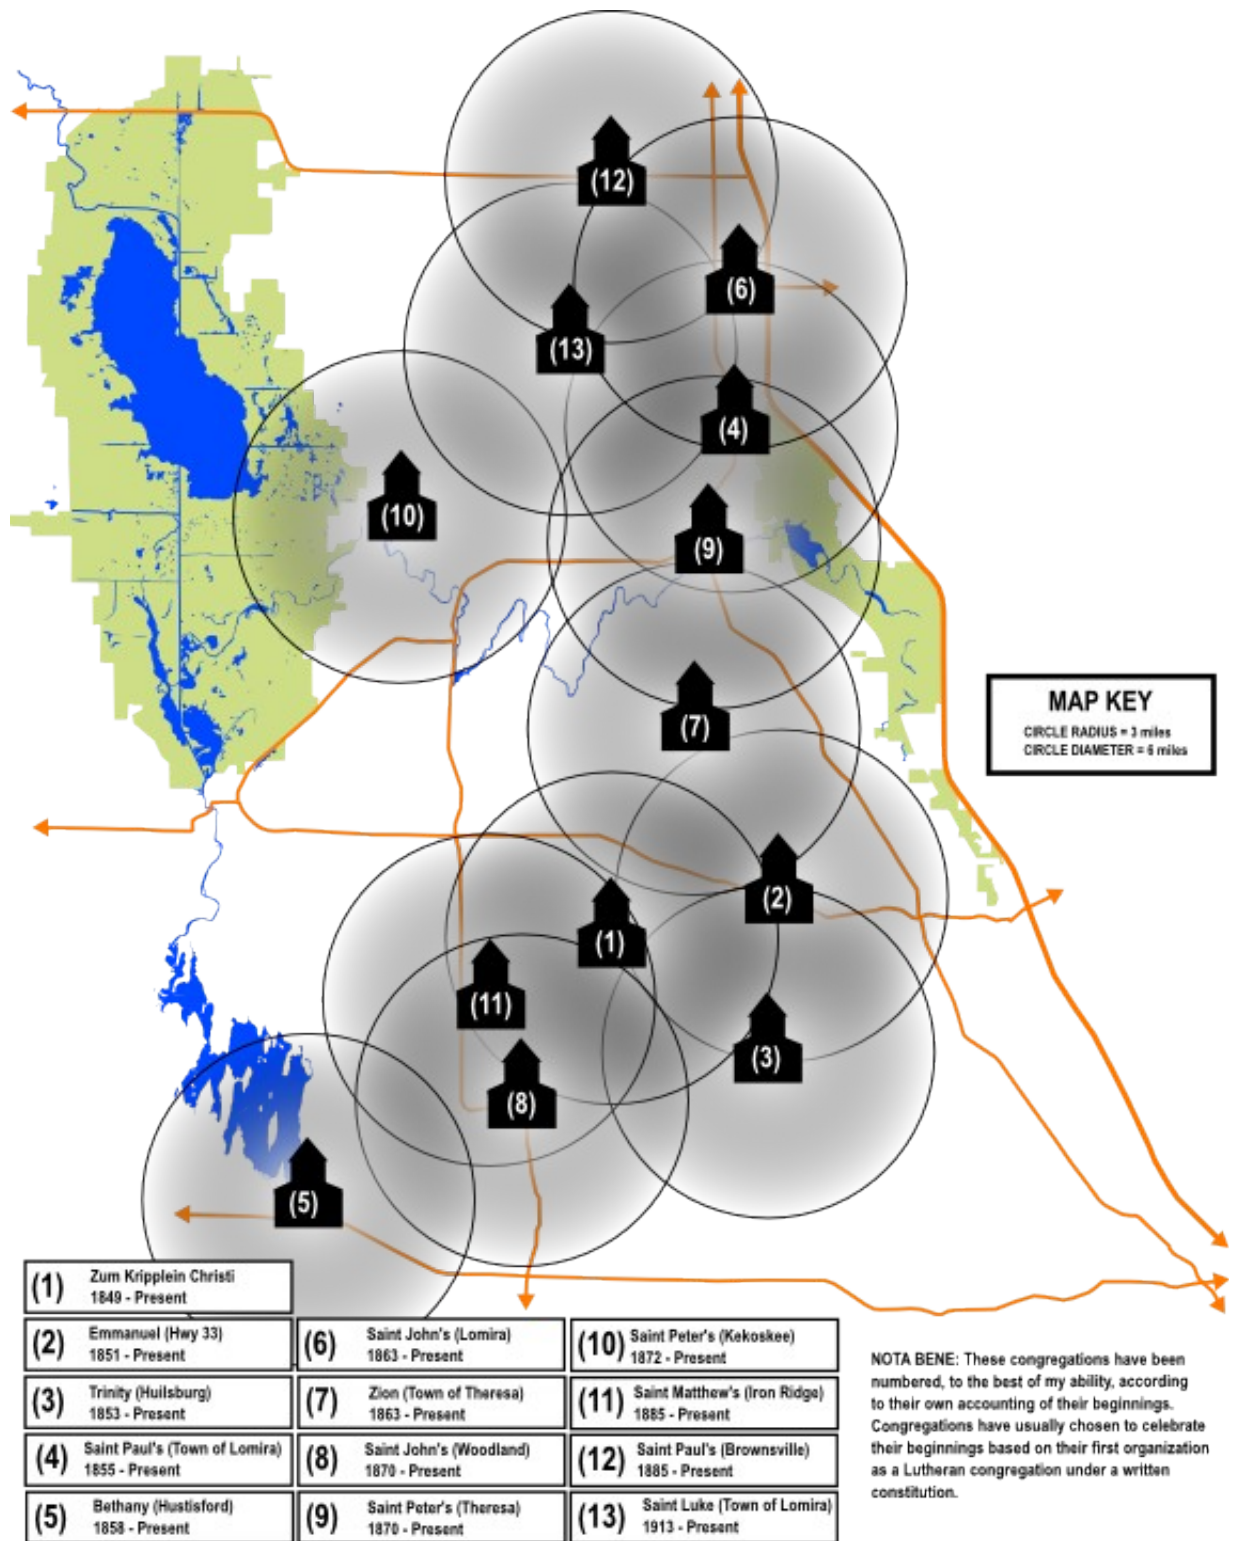 (12)
(6)
(13)
(4)
(10)
(9)
(7)
MAP KEY
CIRCLE RADIUS = 3 miles
CIRCLE DIAMETER = 6 miles
(2)
(1)
(11)
(3)
(8)
(5)
(1) Zum Kripplein Christi
1849 - Present
(2) Emmanuel (Hwy 33)
1851 - Present
(3) Trinity (Huilsburg)
1853 - Present
(4) Saint Paul's (Town of Lomira)
1855 - Present
(5) Bethany (Hustisford)
1858 - Present
(6) Saint John's (Lomira)
1863 - Present
(7) Zion (Town of Theresa)
1863 - Present
(8) Saint John's (Woodland)
1870 - Present
(9) Saint Peter's (Theresa)
1870 - Present
(10) Saint Peter's (Kekoskee)
1872 - Present
(11) Saint Matthew's (Iron Ridge)
1885 - Present
(12) Saint Paul's (Brownsville)
1885 - Present
(13) Saint Luke (Town of Lomira)
1913 - Present
NOTA BENE: These congregations have been
numbered, to the best of my ability, according
to their own accounting of their beginnings.
Congregations have usually chosen to celebrate
their beginnings based on their first organization
as a Lutheran congregation under a written
constitution.